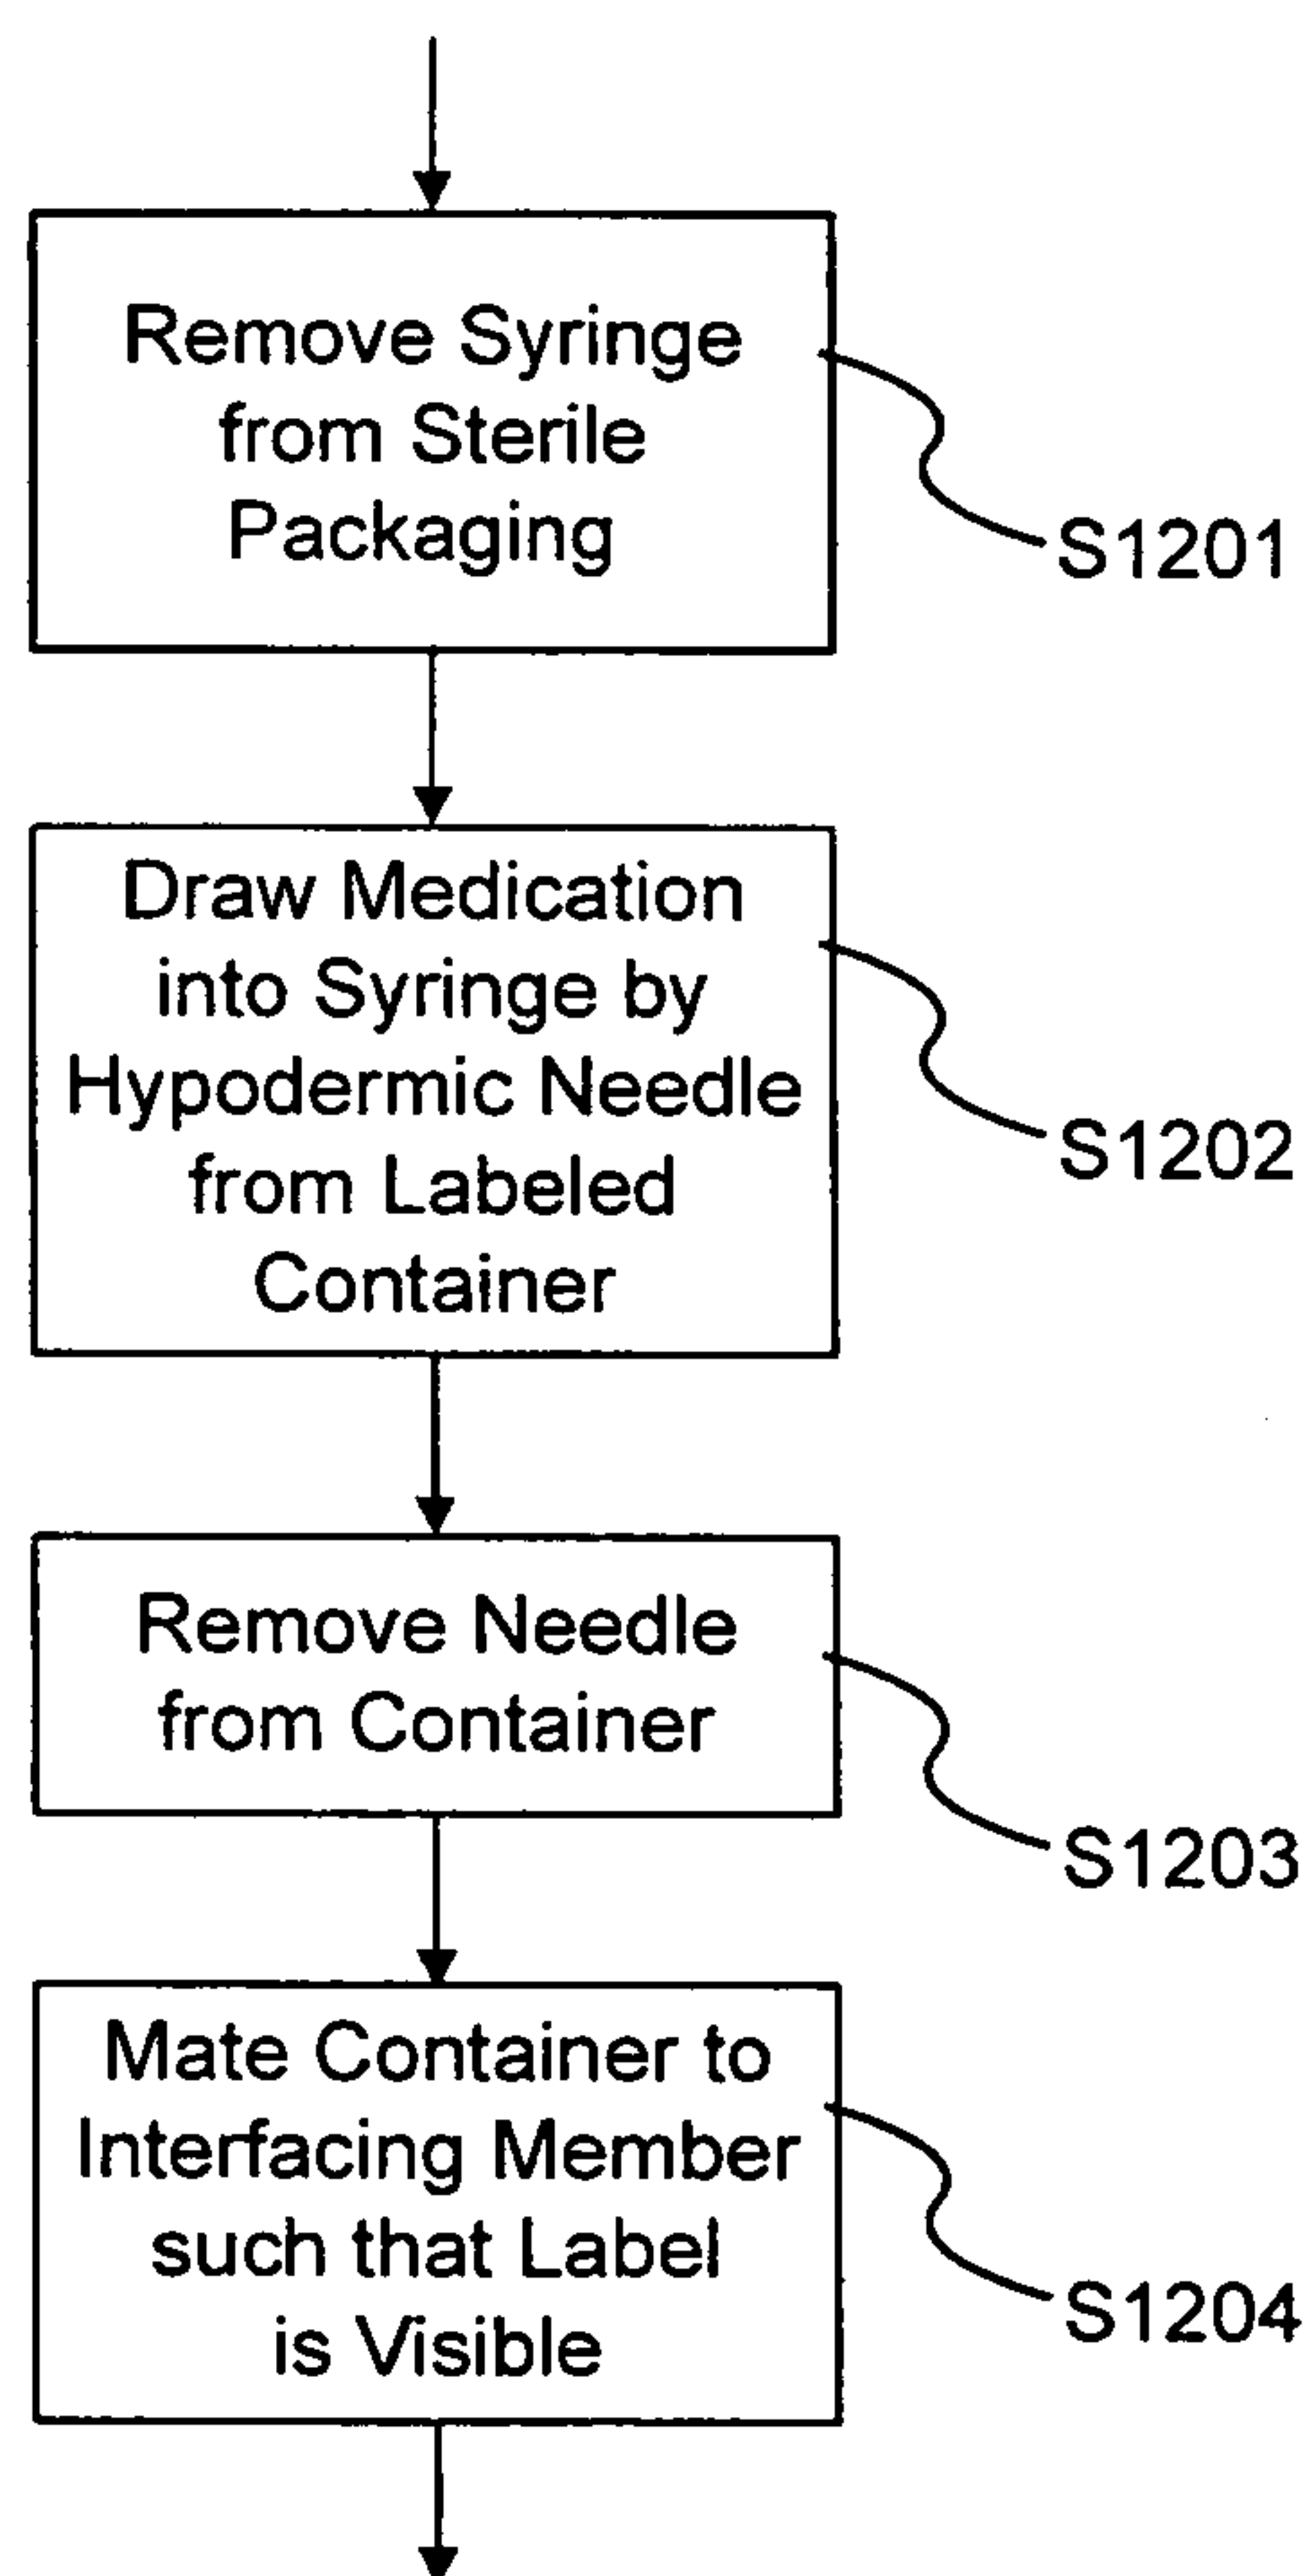 Remove Syringe
from Sterile
Packaging
S1201
Draw Medication
into Syringe by
Hypodermic Needle
from Labeled
Container
S1202
Remove Needle
from Container
S1203
Mate Container to
Interfacing Member
such that Label
is Visible
S1204